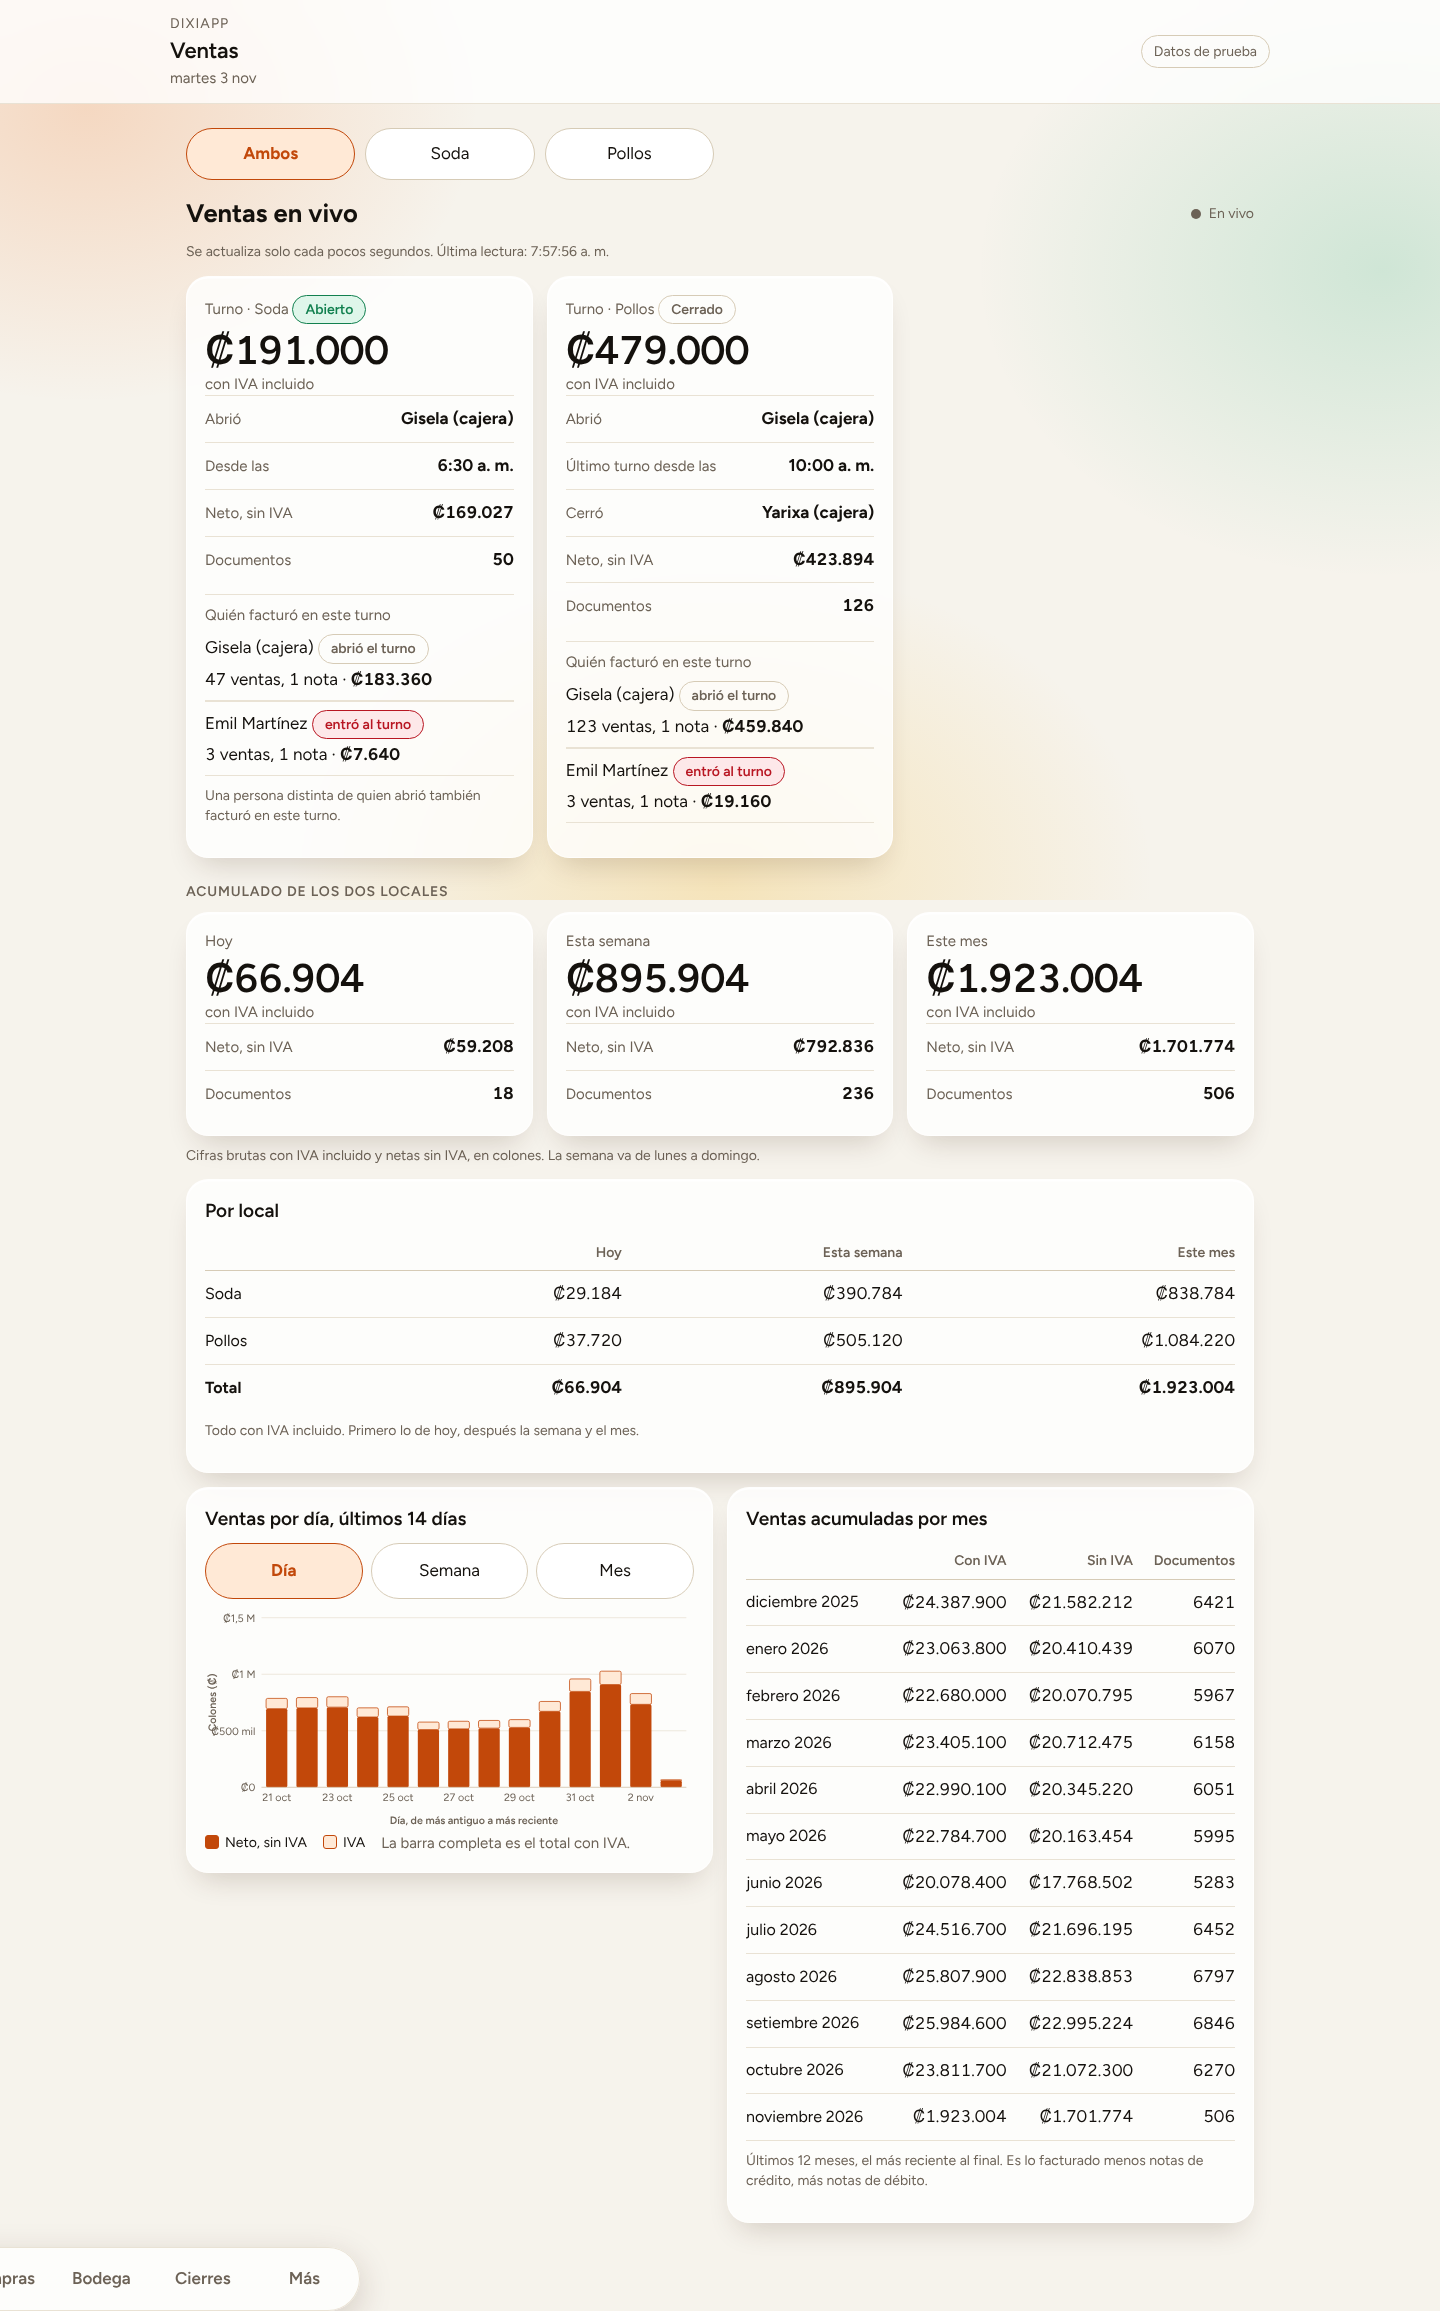 DIXIAPP
Ventas
martes 3 nov
Datos de prueba
Ambos
Soda
Pollos
Ventas en vivo
En vivo
Se actualiza solo cada pocos segundos. Última lectura: 7:57:56 a. m.
Turno · Soda Abierto
₡191.000
con IVA incluido
Abrió Gisela (cajera)
Desde las 6:30 a. m.
Neto, sin IVA ₡169.027
Documentos 50
Quién facturó en este turno
Gisela (cajera) abrió el turno
47 ventas, 1 nota · ₡183.360
Emil Martínez entró al turno
3 ventas, 1 nota · ₡7.640
Una persona distinta de quien abrió también
facturó en este turno.
Turno · Pollos Cerrado
₡479.000
con IVA incluido
Abrió Gisela (cajera)
Último turno desde las 10:00 a. m.
Cerró Yarixa (cajera)
Neto, sin IVA ₡423.894
Documentos 126
Quién facturó en este turno
Gisela (cajera) abrió el turno
123 ventas, 1 nota · ₡459.840
Emil Martínez entró al turno
3 ventas, 1 nota · ₡19.160
ACUMULADO DE LOS DOS LOCALES
Hoy
₡66.904
con IVA incluido
Neto, sin IVA ₡59.208
Documentos 18
Esta semana
₡895.904
con IVA incluido
Neto, sin IVA ₡792.836
Documentos 236
Este mes
₡1.923.004
con IVA incluido
Neto, sin IVA ₡1.701.774
Documentos 506
Cifras brutas con IVA incluido y netas sin IVA, en colones. La semana va de lunes a domingo.
Por local
Hoy Esta semana Este mes
Soda ₡29.184 ₡390.784 ₡838.784
Pollos ₡37.720 ₡505.120 ₡1.084.220
Total ₡66.904 ₡895.904 ₡1.923.004
Todo con IVA incluido. Primero lo de hoy, después la semana y el mes.
Ventas por día, últimos 14 días
Día
Semana
Mes
₡1,5 M
₡1 M
₡500 mil
₡0
Colones (₡)
21 oct 23 oct 25 oct 27 oct 29 oct 31 oct 2 nov
Día, de más antiguo a más reciente
Neto, sin IVA IVA La barra completa es el total con IVA.
Ventas acumuladas por mes
Con IVA Sin IVA Documentos
diciembre 2025 ₡24.387.900 ₡21.582.212 6421
enero 2026 ₡23.063.800 ₡20.410.439 6070
febrero 2026 ₡22.680.000 ₡20.070.795 5967
marzo 2026 ₡23.405.100 ₡20.712.475 6158
abril 2026 ₡22.990.100 ₡20.345.220 6051
mayo 2026 ₡22.784.700 ₡20.163.454 5995
junio 2026 ₡20.078.400 ₡17.768.502 5283
julio 2026 ₡24.516.700 ₡21.696.195 6452
agosto 2026 ₡25.807.900 ₡22.838.853 6797
setiembre 2026 ₡25.984.600 ₡22.995.224 6846
octubre 2026 ₡23.811.700 ₡21.072.300 6270
noviembre 2026 ₡1.923.004 ₡1.701.774 506
Últimos 12 meses, el más reciente al final. Es lo facturado menos notas de
crédito, más notas de débito.
pras Bodega Cierres Más